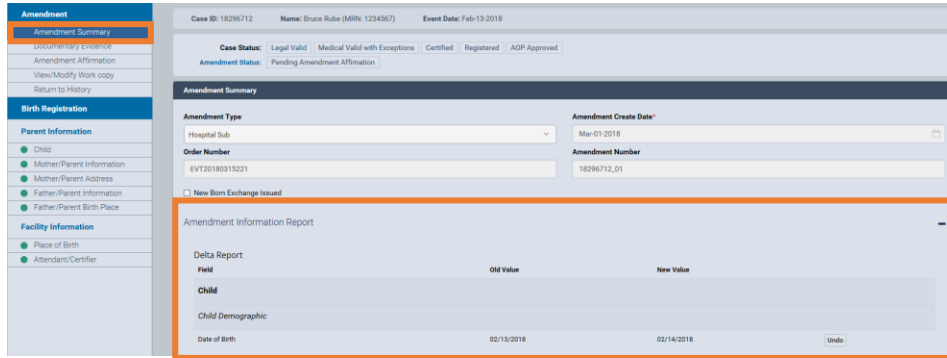 Amendment
Amendment Summary
Documentary Evidence
Amendment Affirmation
View/Modify Work copy
Return to History
Birth Registration
Parent Information
Child
Mother/Parent Information
Mother/Parent Address
Father/Parent Information
Father/Parent Birth Place
Facility Information
Place of Birth
Attendant/Certifier
Case ID: 18296712 Name: Bruce Rube (MRN: 1234567) Event Date: Feb-13-2018
Case Status: Legal Valid Medical Valid with Exceptions Certified Registered AOP Approved
Amendment Status: Pending Amendment Affimation
Amendment Summary
Amendment Type Amendment Create Date*
Hospital Sub Mar-01-2018
Order Number Amendment Number
EVT20180315221 18296712_01
New Born Exchange Issued
Amendment Information Report
Delta Report
Field Old Value New Value
Child
Child Demographic
Date of Birth 02/13/2018 02/14/2018 Undo